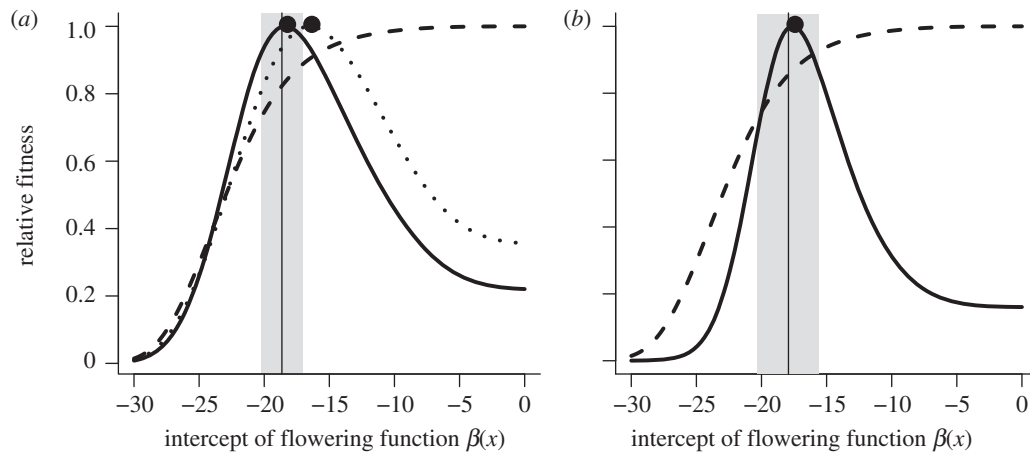 (a)
relative fitness
1.0
0.8
0.6
0.4
0.2
0
−30 −25 −20 −15 −10 −5 0
intercept of flowering function β(x)
(b)
−30 −25 −20 −15 −10 −5 0
intercept of flowering function β(x)